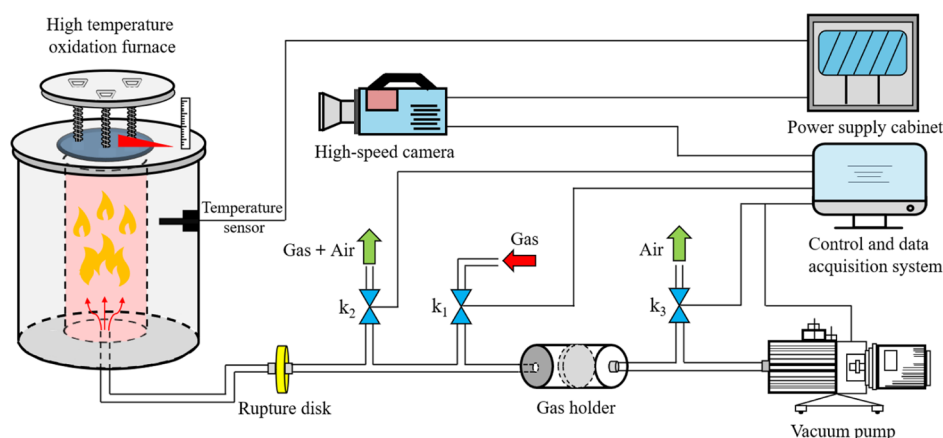 High temperature
oxidation furnace
High-speed camera
Power supply cabinet
Temperature
sensor
Gas + Air
Gas
Air
Control and data
acquisition system
k2
k1
k3
Rupture disk
Gas holder
Vacuum pump